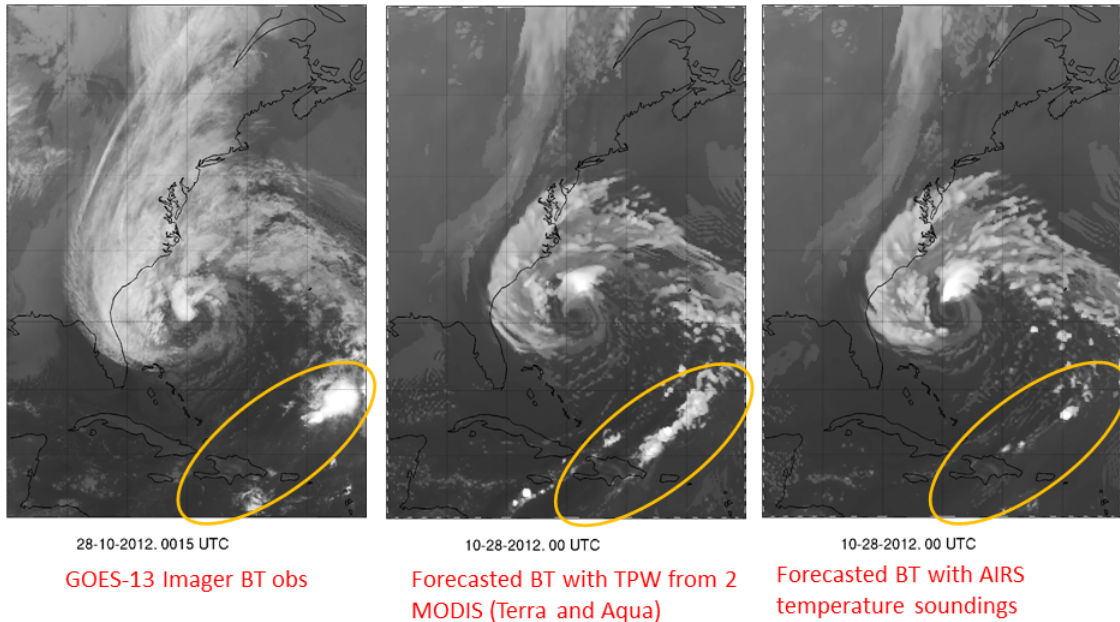 28-10-2012, 0015 UTC
10-28-2012, 00 UTC
10-28-2012, 00 UTC
GOES-13 Imager BT obs
Forecasted BT with TPW from 2
MODIS (Terra and Aqua)
Forecasted BT with AIRS
temperature soundings